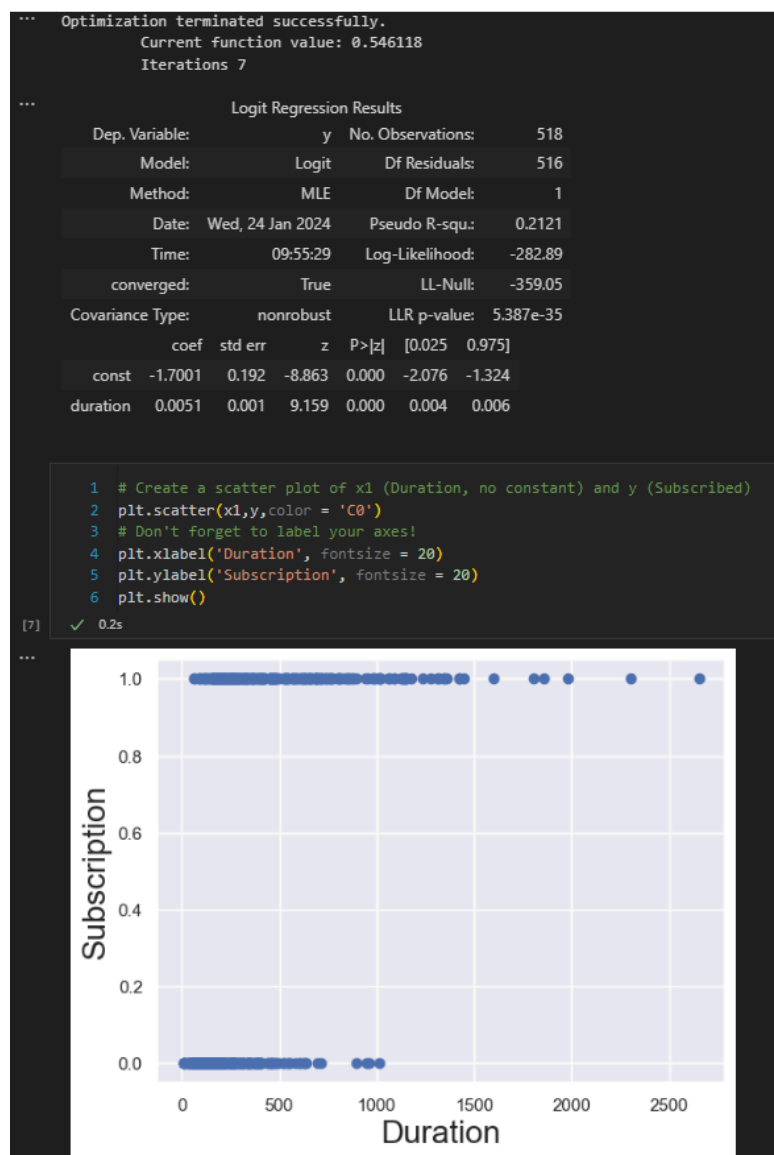 ... Optimization terminated successfully.
Current function value: 0.546118
Iterations 7
...
Logit Regression Results
Dep. Variable: y No. Observations: 518
Model: Logit Df Residuals: 516
Method: MLE Df Model: 1
Date: Wed, 24 Jan 2024 Pseudo R-squ.: 0.2121
Time: 09:55:29 Log-Likelihood: -282.89
converged: True LL-Null: -359.05
Covariance Type: nonrobust LLR p-value: 5.387e-35
coef std err z P>|z| [0.025 0.975]
const -1.7001 0.192 -8.863 0.000 -2.076 -1.324
duration 0.0051 0.001 9.159 0.000 0.004 0.006
1 # Create a scatter plot of x1 (Duration, no constant) and y (Subscribed)
2 plt.scatter(x1,y,color = 'C0')
3 # Don't forget to label your axes!
4 plt.xlabel('Duration', fontsize = 20)
5 plt.ylabel('Subscription', fontsize = 20)
6 plt.show()
[7] ✓ 0.2s
...
1.0
0.8
0.6
0.4
0.2
0.0
Subscription
0 500 1000 1500 2000 2500
Duration